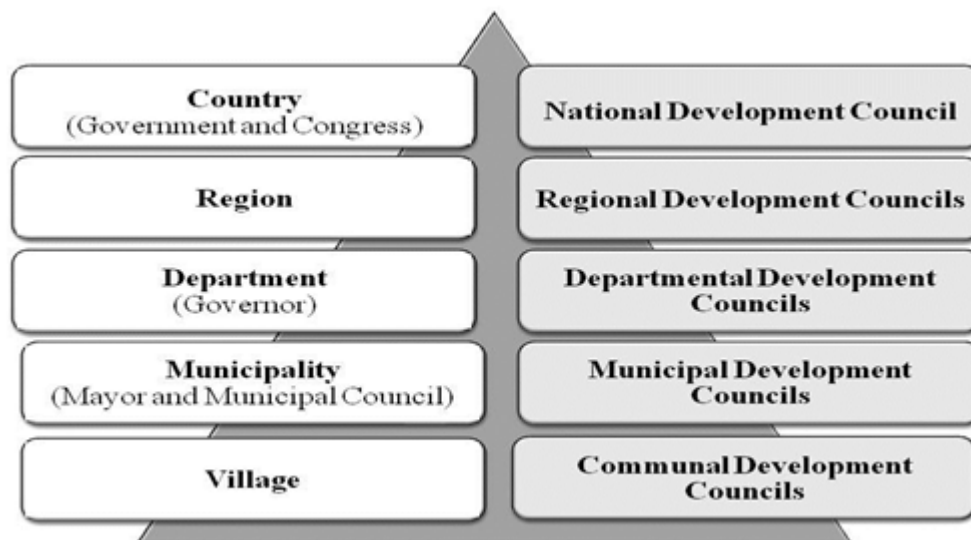 Country
(Government and Congress)
National Development Council
Region
Regional Development Councils
Department
(Governor)
Departmental Development
Councils
Municipality
(Mayor and Municipal Council)
Municipal Development
Councils
Village
Communal Development
Councils